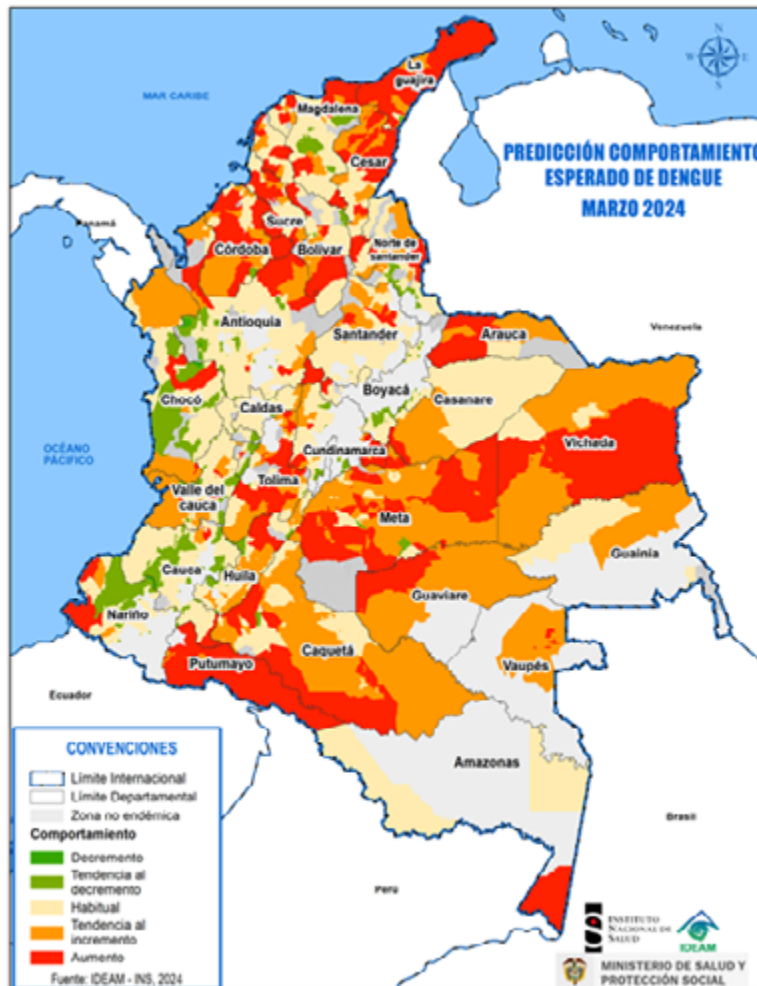 MAR CARIBE
PREDICCIÓN COMPORTAMIENTO
ESPERADO DE DENGUE
MARZO 2024
N
W
E
S
La
guajira
Magdalena
Cesar
Panamá
Sucre
Córdoba
Bolívar
Norte de
santander
Antioquia
Santander
Arauca
Venezuela
Boyacá
Chocó
Caldas
Casanare
OCÉANO
PÁCIFICO
Cundinamarca
Vichada
Tolima
Valle del
cauca
Meta
Guainía
Cauca
Huila
Guaviare
Nariño
Caquetá
Vaupés
Putumayo
Ecuador
Amazonas
Brasil
Perú
CONVENCIONES
Límite Internacional
Límite Departamental
Zona no endémica
Comportamiento
Decremento
Tendencia al
decremento
Habitual
Tendencia al
incremento
Aumento
Fuente: IDEAM - INS, 2024
INSTITUTO
NACIONAL DE
SALUD
IDEAM
MINISTERIO DE SALUD Y
PROTECCIÓN SOCIAL